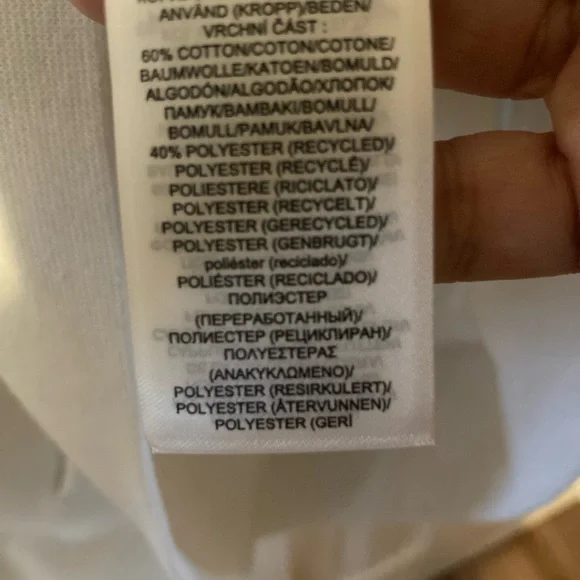 ANVÄND (KROPP)/BEDEN/
VRCHNÍ ČÁST :
60% COTTON/COTON/COTONE/
BAUMWOLLE/KATOEN/BOMULD/
ALGODÓN/ALGODÃO/ХЛОПОК/
ПАМУК/ΒΑΜΒΑΚΙ/BOMULL/
BOMULL/PAMUK/BAVLNA/
40% POLYESTER (RECYCLED)/
POLYESTER (RECYCLÉ)/
POLIESTERE (RICICLATO)/
POLYESTER (RECYCELT)/
POLYESTER (GERECYCLED)/
POLYESTER (GENBRUGT)/
poliéster (reciclado)/
POLIÉSTER (RECICLADO)/
ПОЛИЭСТЕР
(ПЕРЕРАБОТАННЫЙ)/
ПОЛИЕСТЕР (РЕЦИКЛИРАН)/
ΠΟΛΥΕΣΤΕΡΑΣ
(ΑΝΑΚΥΚΛΩΜΕΝΟ)/
POLYESTER (RESIRKULERT)/
POLYESTER (ÅTERVUNNEN)/
POLYESTER (GERİ